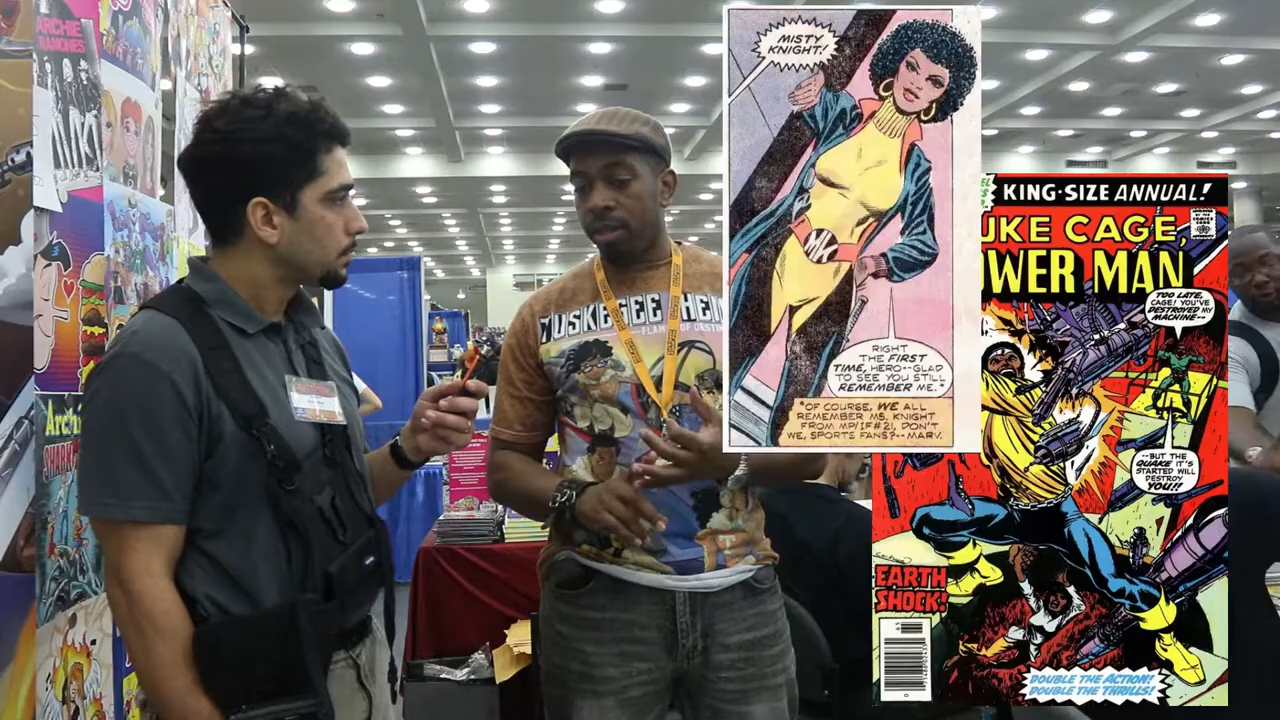 ARCHIE
RAMONES
Archie
SHARK
TUSKEGEE HEIRS
FLAMES OF DESTINY
MISTY
KNIGHT!
MK
RIGHT
THE FIRST
TIME, HERO--GLAD
TO SEE YOU STILL
REMEMBER ME.*
*OF COURSE, WE ALL
REMEMBER MS. KNIGHT
FROM MP/IF#21, DON'T
WE, SPORTS FANS?--MARV.
KING-SIZE ANNUAL!
UKE CAGE,
OWER MAN
TOO LATE,
CAGE! YOU'VE
DESTROYED MY
MACHINE--
--BUT THE
QUAKE IT'S
STARTED WILL
DESTROY
YOU!!
EARTH
SHOCK!
DOUBLE THE ACTION!
DOUBLE THE THRILLS!